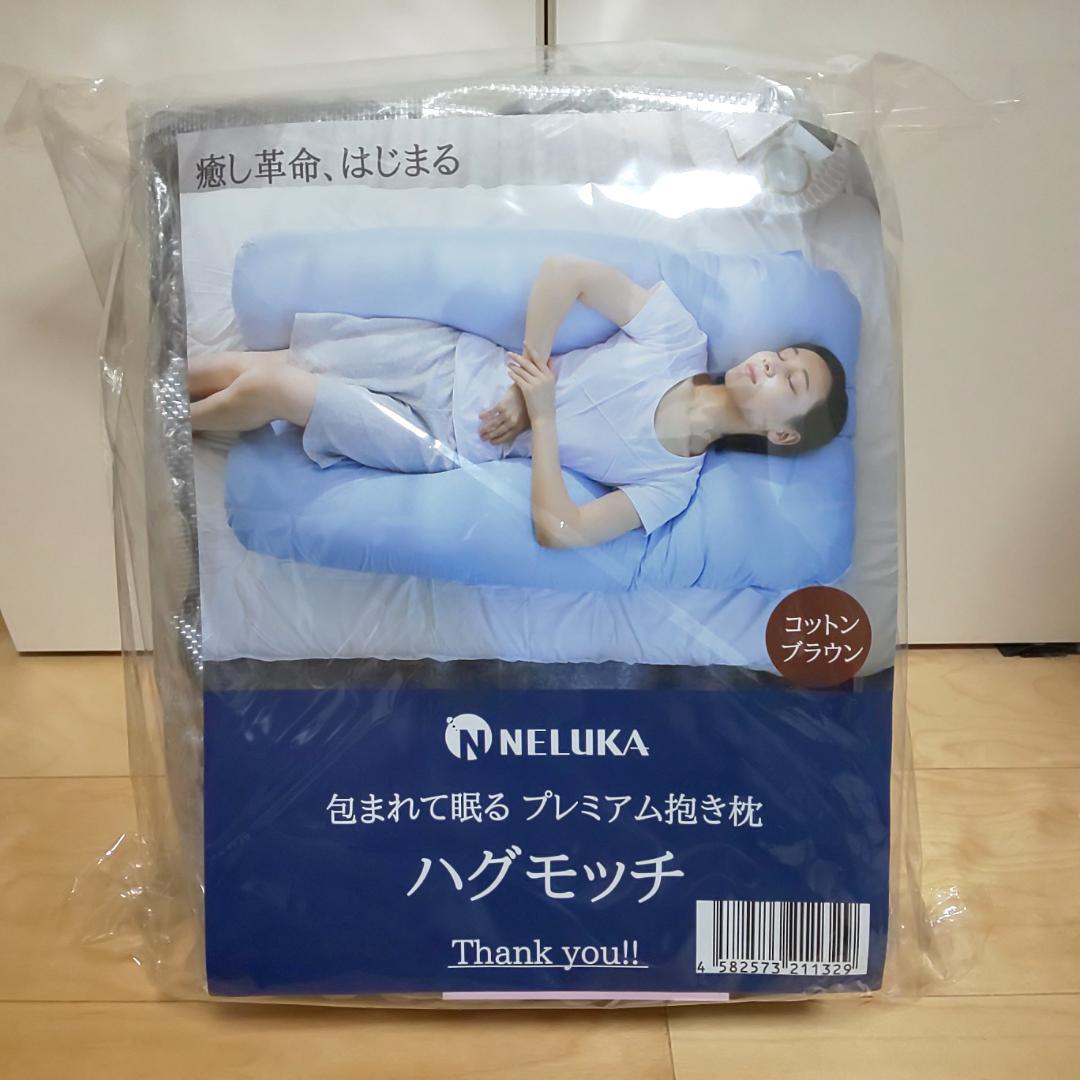 癒し革命、はじまる
コットン
ブラウン
NELUKA
包まれて眠る プレミアム抱き枕
ハグモッチ
Thank you!!
4 582573 211329